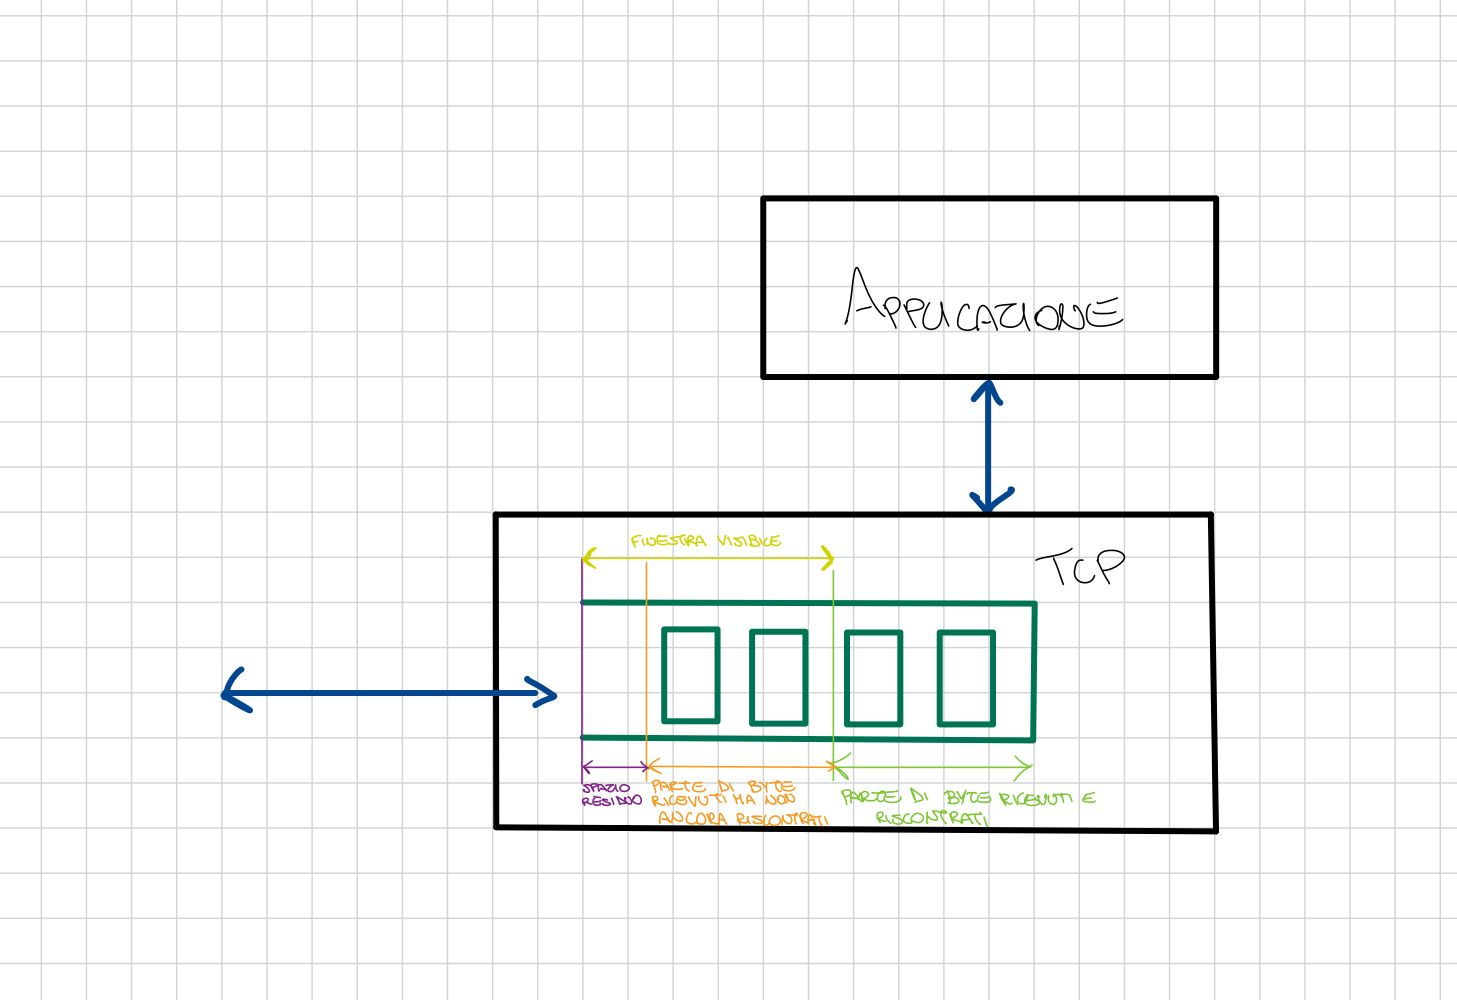 APPLICAZIONE
FINESTRA VISIBILE
TCP
SPAZIO
RESIDUO
PARTE DI BYTE
RICEVUTI MA NON
ANCORA RISCONTRATI
PARTE DI BYTE RICEVUTI E
RISCONTRATI